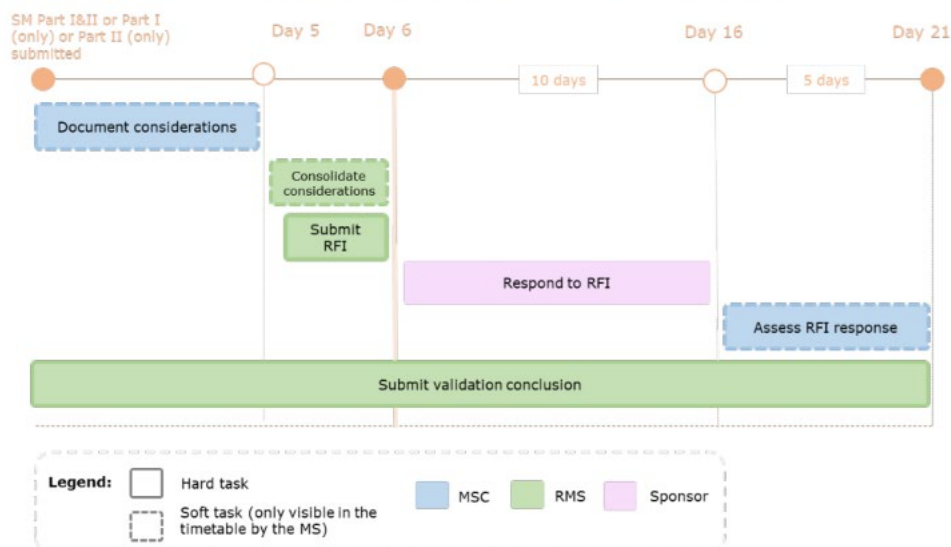 SM Part I&II or Part I
(only) or Part II (only)
submitted
Day 5
Day 6
Day 16
Day 21
10 days
5 days
Document considerations
Consolidate
considerations
Submit
RFI
Respond to RFI
Assess RFI response
Submit validation conclusion
Legend:
Hard task
MSC
RMS
Sponsor
Soft task (only visible in the
timetable by the MS)